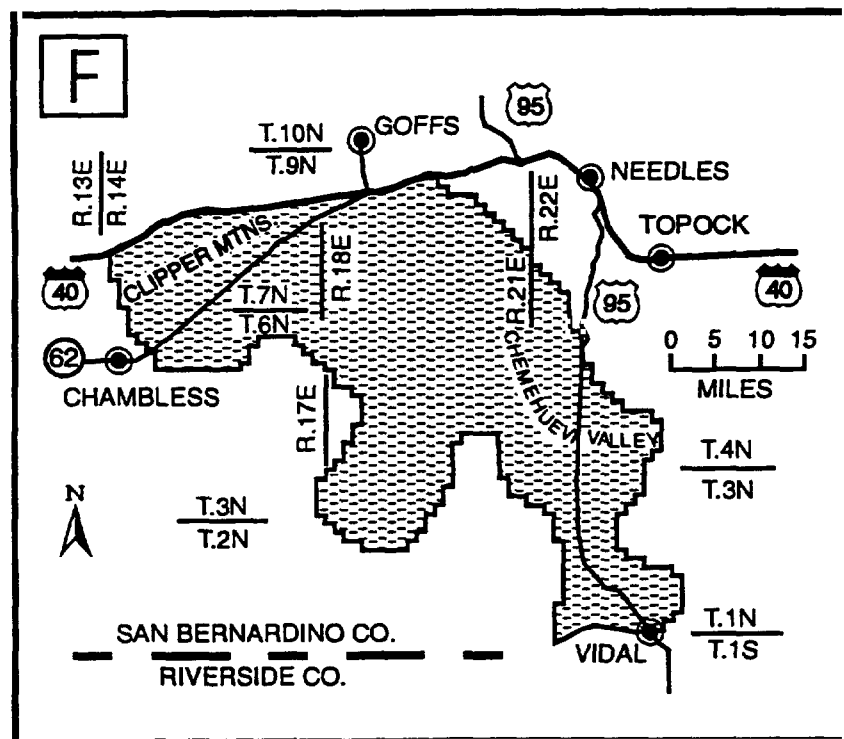 F
95
T.10N
T.9N
GOFFS
NEEDLES
R.13E
R.14E
R.22E
R.21E
TOPOCK
CLIPPER MTNS.
R.18E
40
T.7N
T.6N
95
40
62
CHAMBLESS
0 5 10 15
MILES
R.17E
CHEMEHUEVI VALLEY
T.4N
T.3N
N
T.3N
T.2N
SAN BERNARDINO CO.
RIVERSIDE CO.
VIDAL
T.1N
T.1S